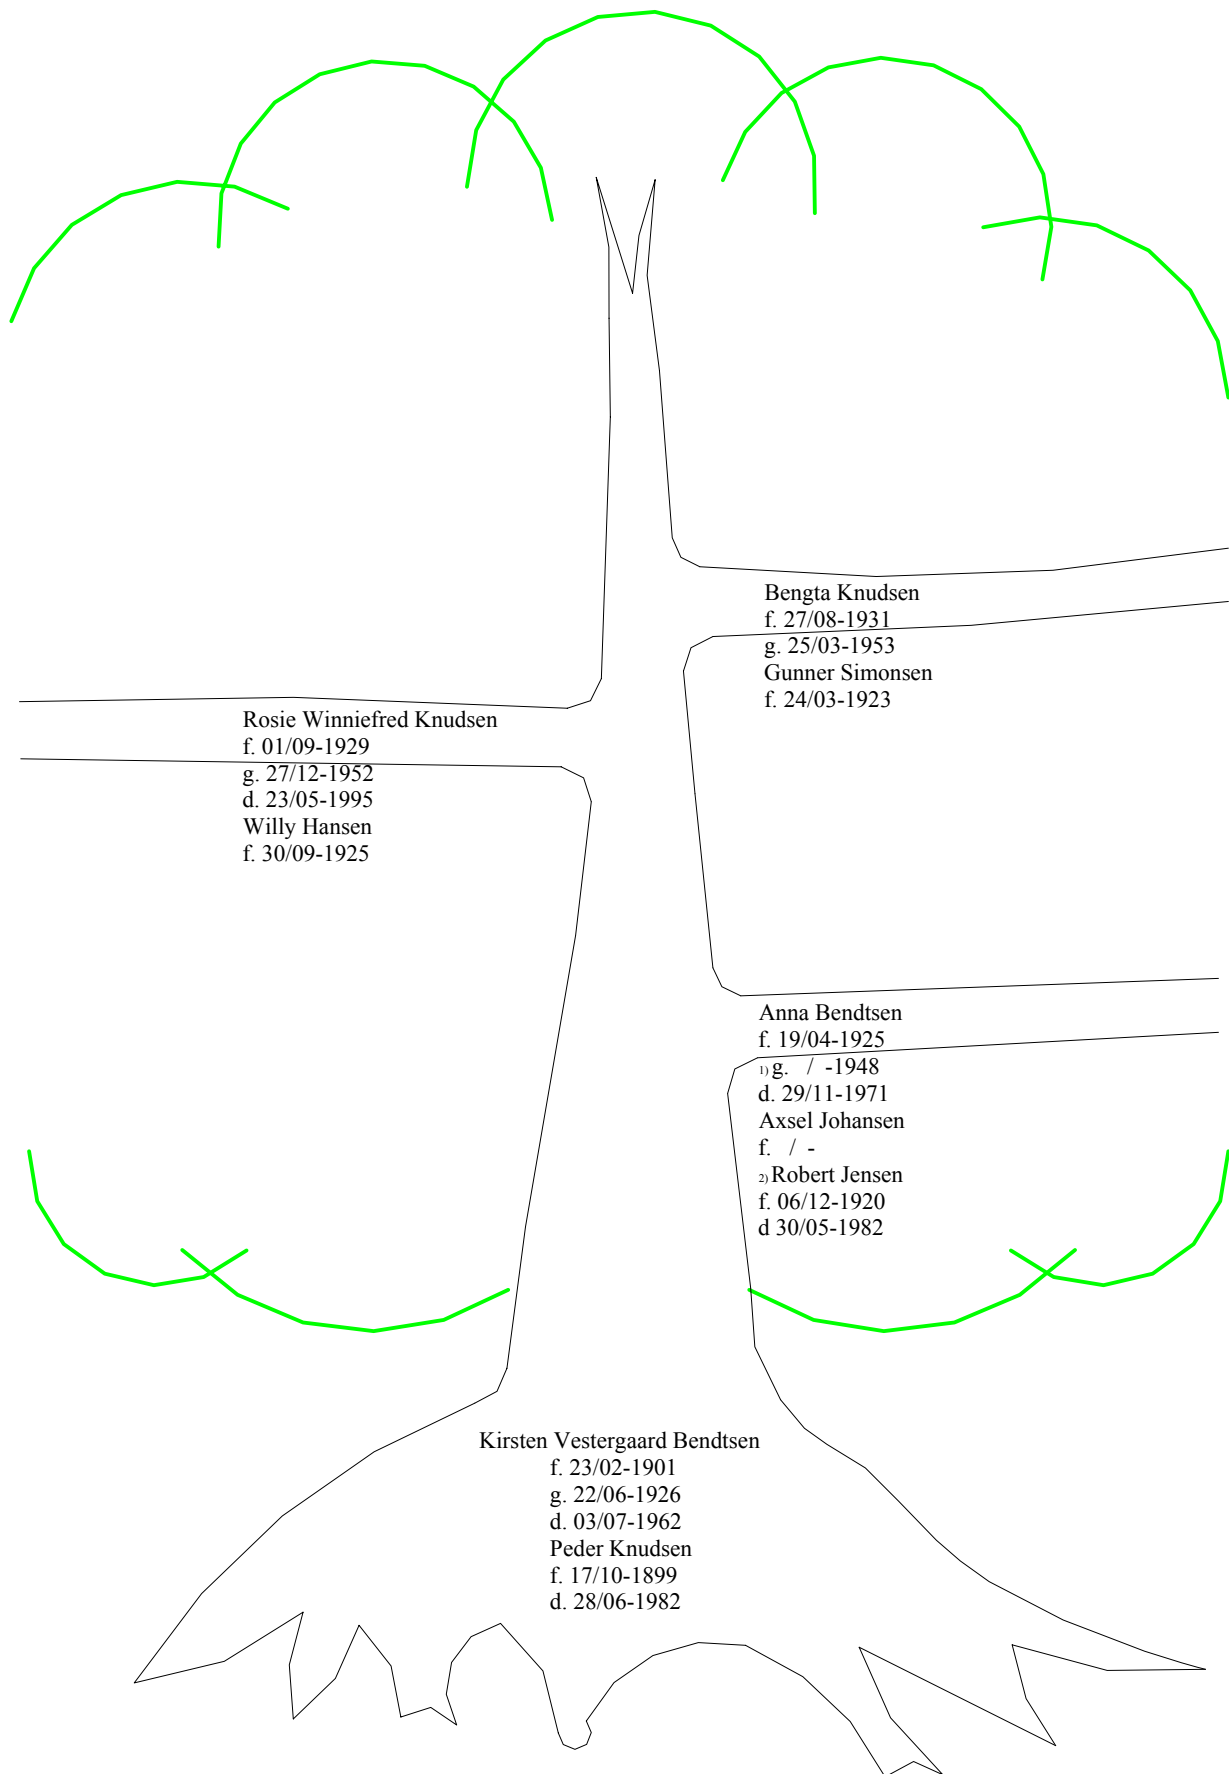 Bengta Knudsen
f. 27/08-1931
g. 25/03-1953
Gunner Simonsen
f. 24/03-1923
Rosie Winniefred Knudsen
f. 01/09-1929
g. 27/12-1952
d. 23/05-1995
Willy Hansen
f. 30/09-1925
Anna Bendtsen
f. 19/04-1925
1) g.   /  -1948
d. 29/11-1971
Axsel Johansen
f.   /  -
2) Robert Jensen
f. 06/12-1920
d 30/05-1982
Kirsten Vestergaard Bendtsen
f. 23/02-1901
g. 22/06-1926
d. 03/07-1962
Peder Knudsen
f. 17/10-1899
d. 28/06-1982